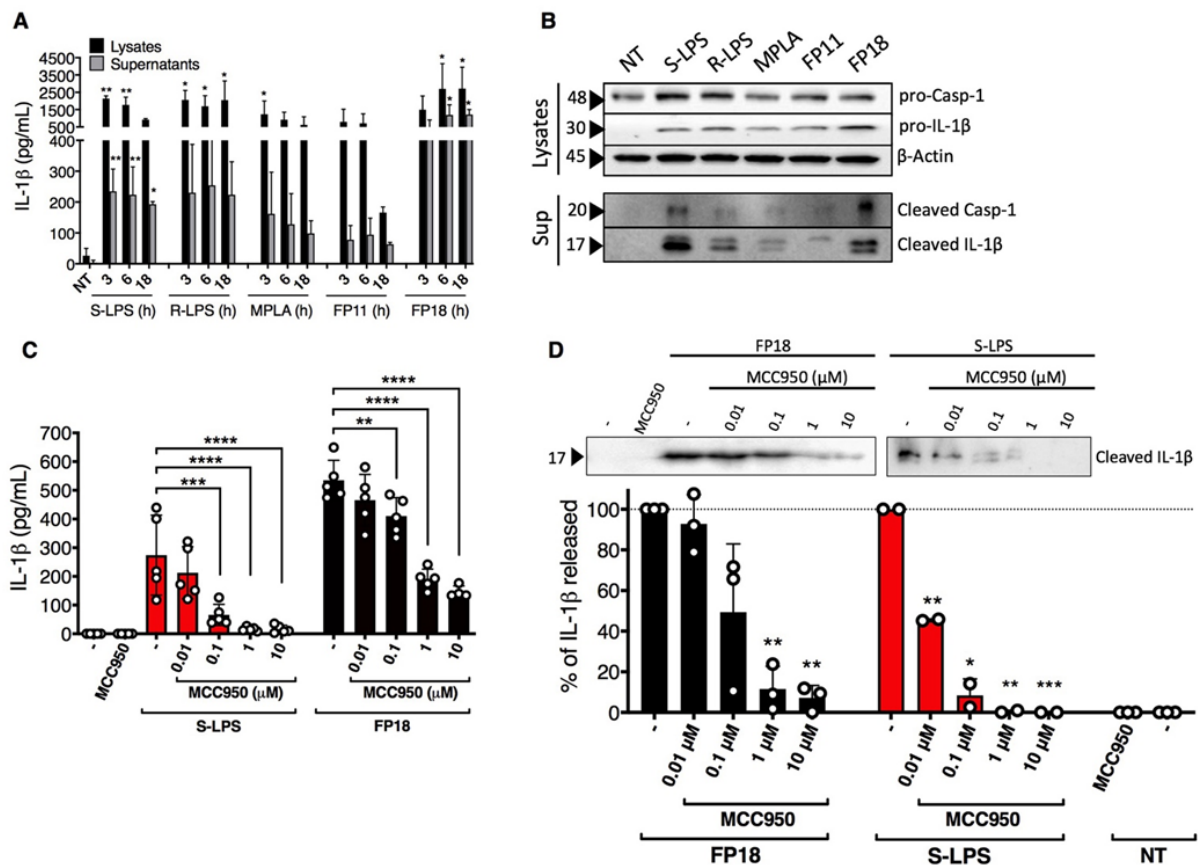 A
Lysates
Supernatants
IL-1β (pg/mL)
4500
3500
2500
1500
500
400
300
200
100
0
** ** ** ** * * * * * * * * *
NT 3 6 18 3 6 18 3 6 18 3 6 18 3 6 18
S-LPS (h) R-LPS (h) MPLA (h) FP11 (h) FP18 (h)
B
NT S-LPS R-LPS MPLA FP11 FP18
Lysates
48 pro-Casp-1
30 pro-IL-1β
45 β-Actin
Sup
20 Cleaved Casp-1
17 Cleaved IL-1β
C
IL-1β (pg/mL)
700
600
500
400
300
200
100
0
****
****
***
****
****
**
- MCC950 - 0.01 0.1 1 10 - 0.01 0.1 1 10
MCC950 (μM) MCC950 (μM)
S-LPS FP18
D
FP18 S-LPS
MCC950 (μM) MCC950 (μM)
- MCC950 - 0.01 0.1 1 10 - 0.01 0.1 1 10
17 Cleaved IL-1β
% of IL-1β released
100
80
60
40
20
0
** ** ** * ** ***
- 0.01 μM 0.1 μM 1 μM 10 μM - 0.01 μM 0.1 μM 1 μM 10 μM MCC950 -
MCC950 MCC950
FP18 S-LPS NT